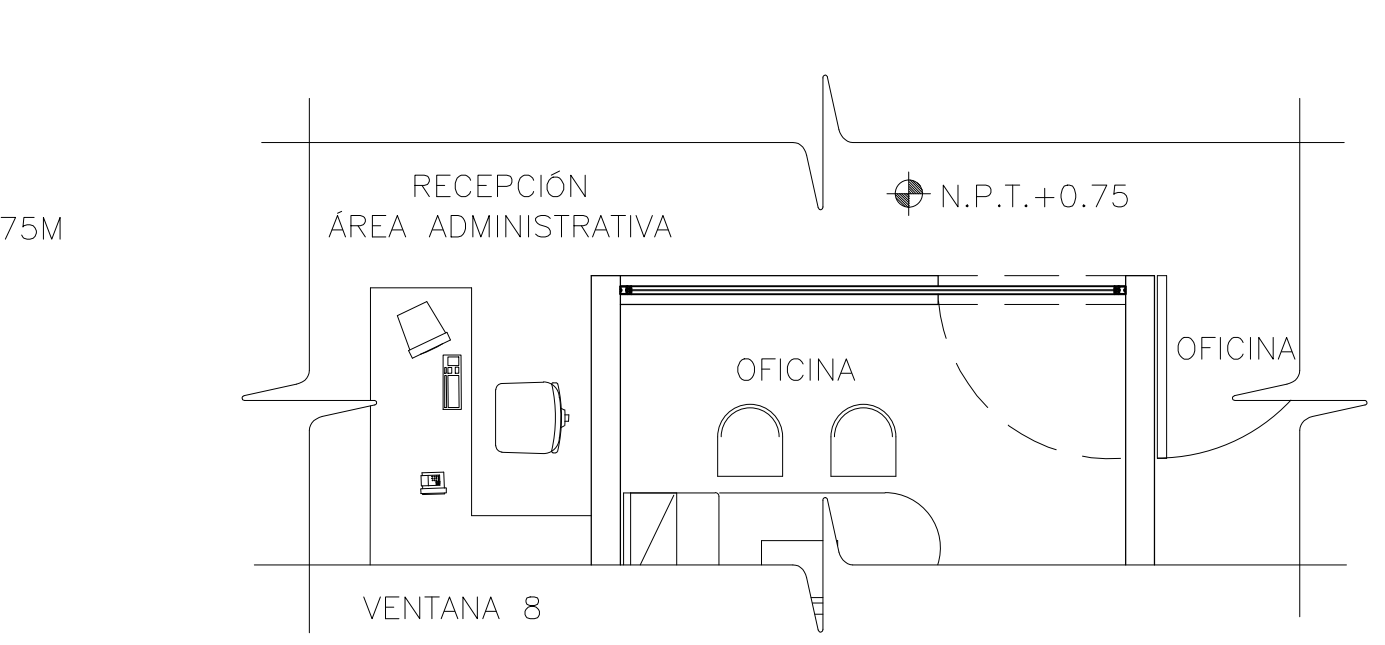 RECEPCIÓN
ÁREA ADMINISTRATIVA
N.P.T.+0.75
75M
OFICINA
OFICINA
VENTANA 8